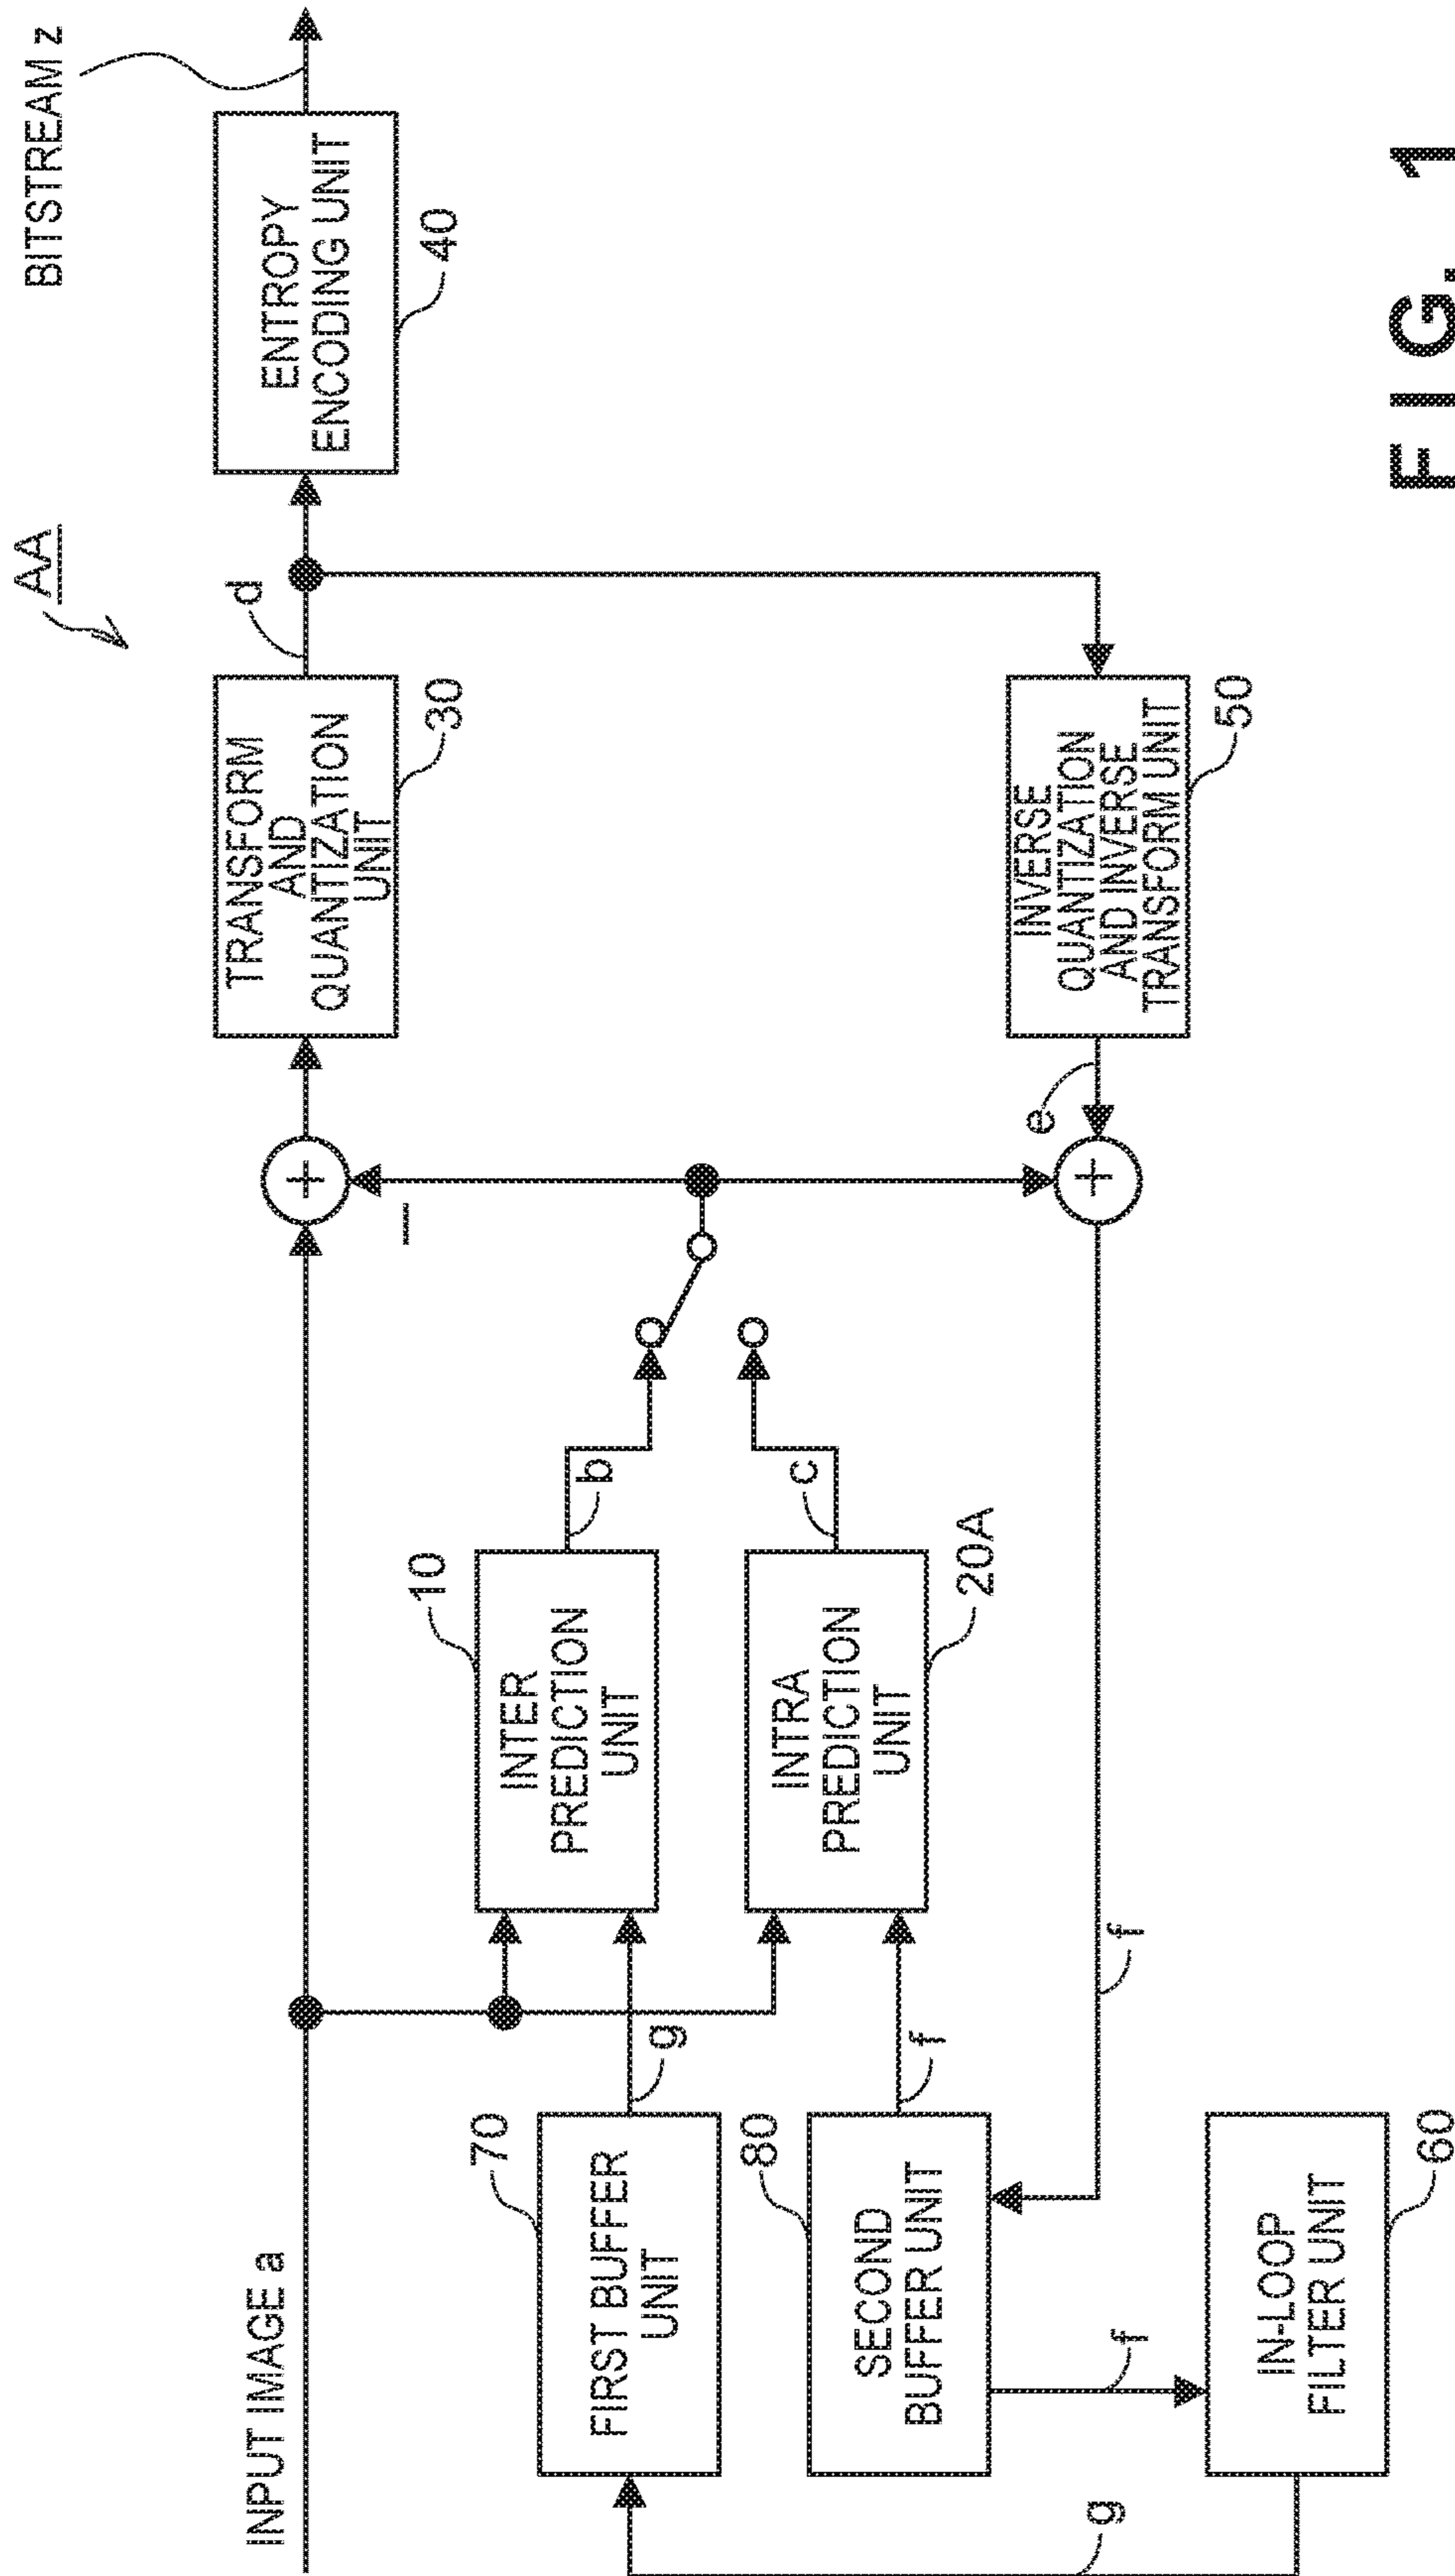 AA
INPUT IMAGE a
BITSTREAM z
TRANSFORM
AND
QUANTIZATION
UNIT
30
d
ENTROPY
ENCODING UNIT
40
–
+
10
INTER
PREDICTION
UNIT
b
70
FIRST BUFFER
UNIT
g
INTRA
PREDICTION
UNIT
20A
c
80
SECOND
BUFFER UNIT
f
INVERSE
QUANTIZATION
AND INVERSE
TRANSFORM UNIT
50
e
+
f
f
g
IN-LOOP
FILTER UNIT
60
FIG. 1